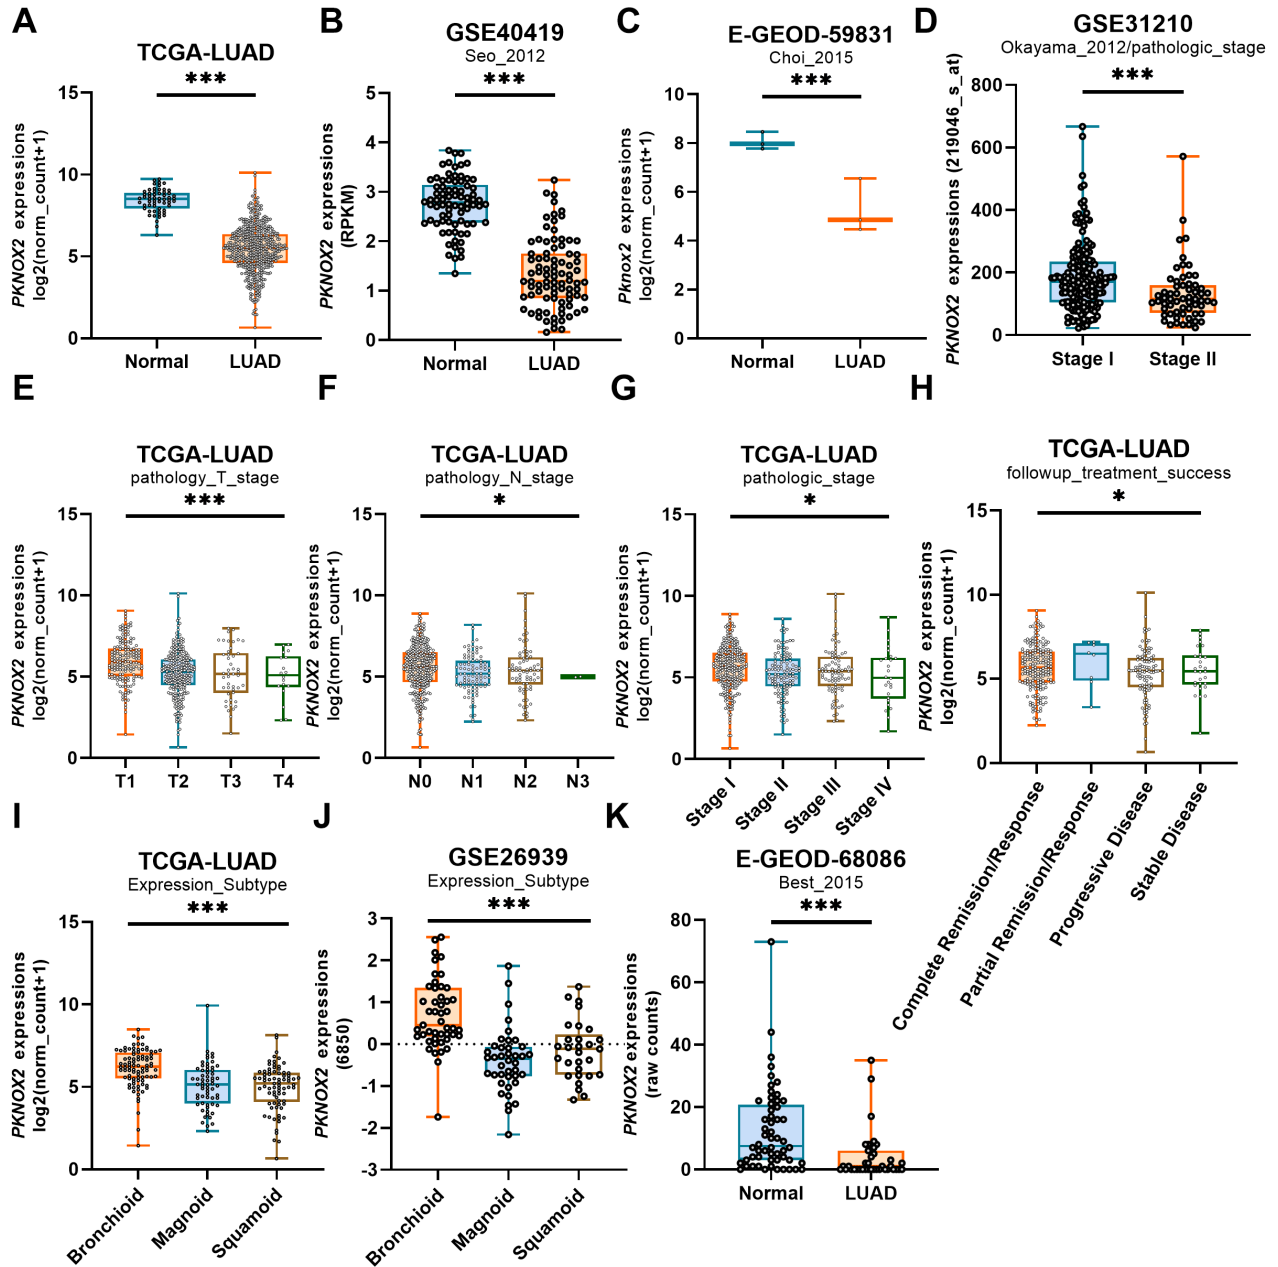 A
TCGA-LUAD
***
PKNOX2 expressions
log2(norm_count+1)
15
10
5
0
Normal
LUAD
B
GSE40419
Seo_2012
***
PKNOX2 expressions
(RPKM)
5
4
3
2
1
0
Normal
LUAD
C
E-GEOD-59831
Choi_2015
***
Pknox2 expressions
log2(norm_count+1)
10
8
6
4
2
0
Normal
LUAD
D
GSE31210
Okayama_2012/pathologic_stage
***
PKNOX2 expressions (219046_s_at)
800
600
400
200
0
Stage I
Stage II
E
TCGA-LUAD
pathology_T_stage
***
PKNOX2 expressions
log2(norm_count+1)
15
10
5
0
T1
T2
T3
T4
F
TCGA-LUAD
pathology_N_stage
*
PKNOX2 expressions
log2(norm_count+1)
15
10
5
0
N0
N1
N2
N3
G
TCGA-LUAD
pathologic_stage
*
PKNOX2 expressions
log2(norm_count+1)
15
10
5
0
Stage I
Stage II
Stage III
Stage IV
H
TCGA-LUAD
followup_treatment_success
*
PKNOX2 expressions
log2(norm_count+1)
15
10
5
0
Complete Remission/Response
Partial Remission/Response
Progressive Disease
Stable Disease
I
TCGA-LUAD
Expression_Subtype
***
PKNOX2 expressions
log2(norm_count+1)
15
10
5
0
Bronchioid
Magnoid
Squamoid
J
GSE26939
Expression_Subtype
***
PKNOX2 expressions
(6850)
3
2
1
0
-1
-2
-3
Bronchioid
Magnoid
Squamoid
K
E-GEOD-68086
Best_2015
***
PKNOX2 expressions
(raw counts)
80
60
40
20
0
Normal
LUAD